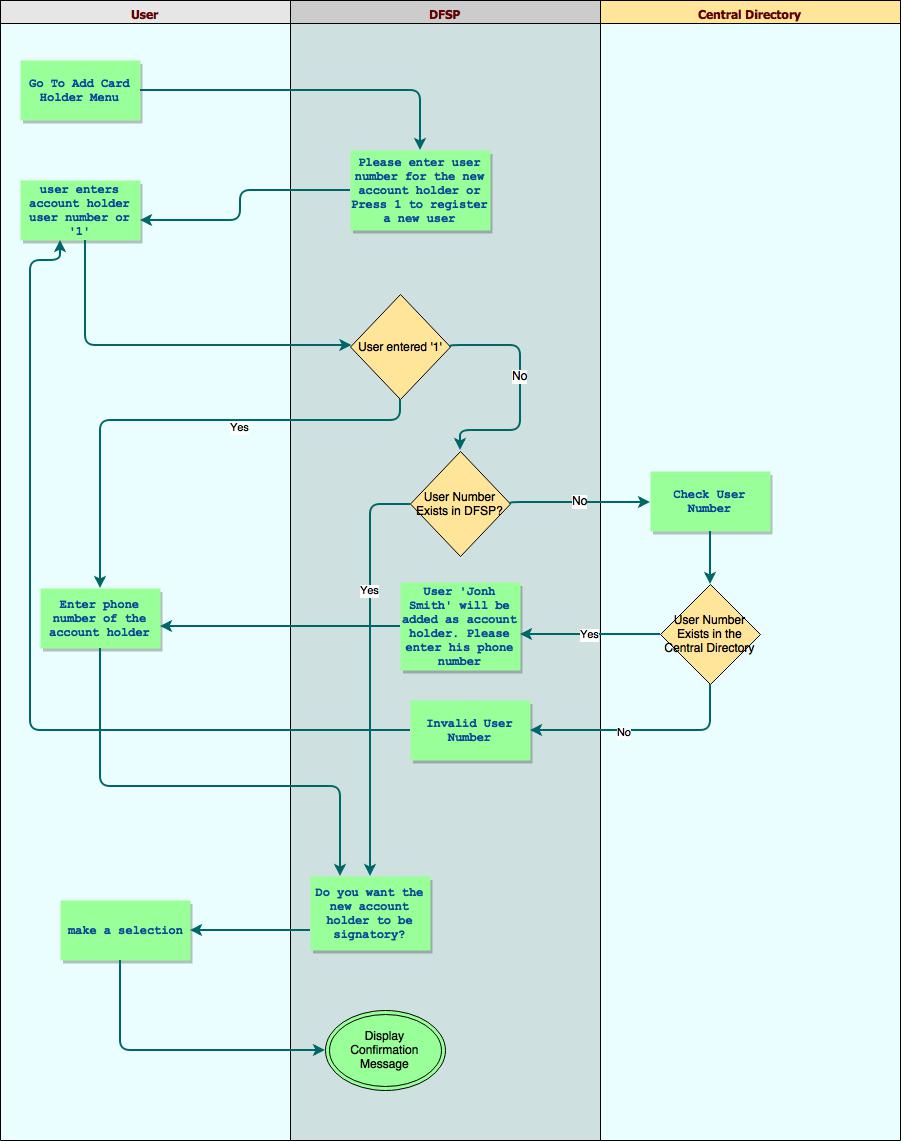 User
DFSP
Central Directory
Go To Add Card
Holder Menu
Please enter user
number for the new
account holder or
Press 1 to register
a new user
user enters
account holder
user number or
'1'
User entered '1'
No
Yes
User Number
Exists in DFSP?
No
Check User
Number
Yes
Enter phone
number of the
account holder
User 'Jonh
Smith' will be
added as account
holder. Please
enter his phone
number
Yes
User Number
Exists in the
Central Directory
Invalid User
Number
No
Do you want the
new account
holder to be
signatory?
make a selection
Display
Confirmation
Message